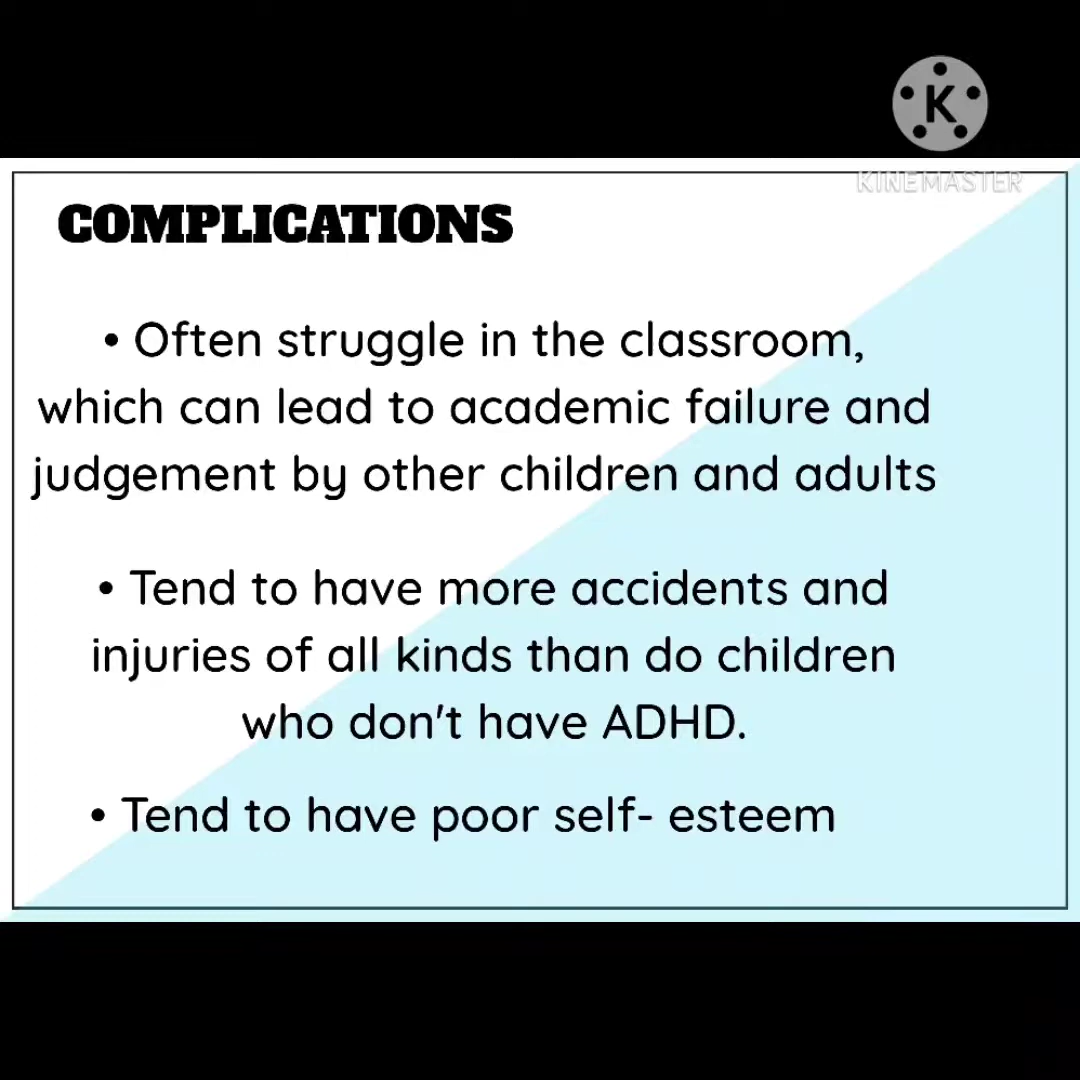 K
KINEMASTER
COMPLICATIONS
• Often struggle in the classroom,
which can lead to academic failure and
judgement by other children and adults
• Tend to have more accidents and
injuries of all kinds than do children
who don't have ADHD.
• Tend to have poor self- esteem